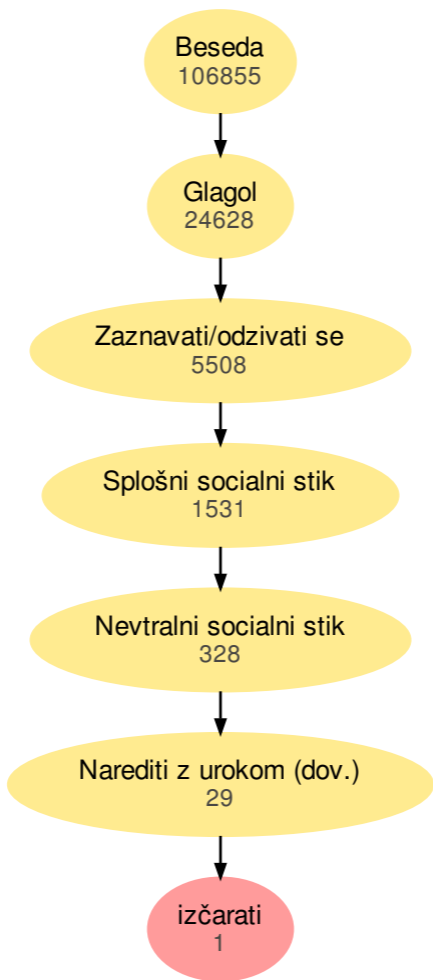 Beseda
106855
Glagol
24628
Zaznavati/odzivati se
5508
Splošni socialni stik
1531
Nevtralni socialni stik
328
Narediti z urokom (dov.)
29
izčarati
1